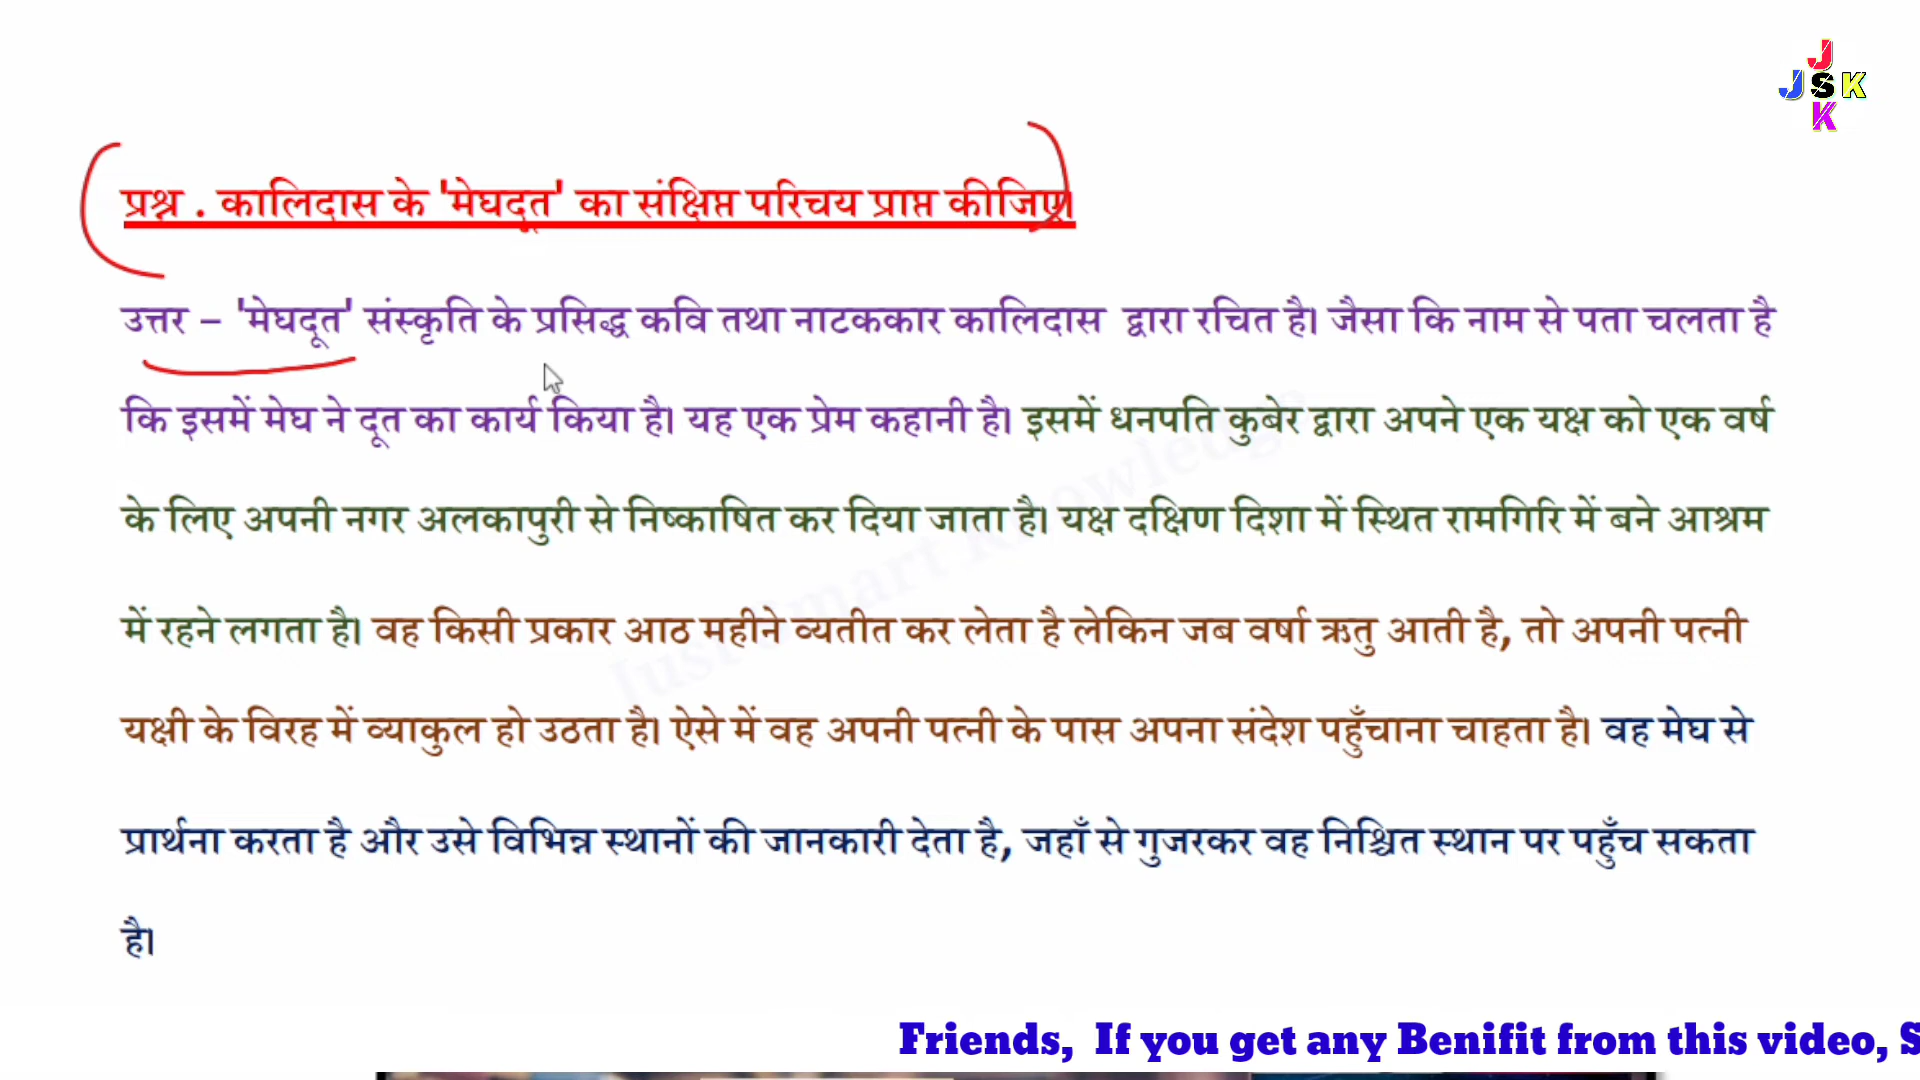 J
JSK
K
प्रश्न . कालिदास के 'मेघदूत' का संक्षिप्त परिचय प्राप्त कीजिए।
उत्तर – 'मेघदूत' संस्कृति के प्रसिद्ध कवि तथा नाटककार कालिदास द्वारा रचित है। जैसा कि नाम से पता चलता है
कि इसमें मेघ ने दूत का कार्य किया है। यह एक प्रेम कहानी है। इसमें धनपति कुबेर द्वारा अपने एक यक्ष को एक वर्ष
के लिए अपनी नगर अलकापुरी से निष्काषित कर दिया जाता है। यक्ष दक्षिण दिशा में स्थित रामगिरि में बने आश्रम
में रहने लगता है। वह किसी प्रकार आठ महीने व्यतीत कर लेता है लेकिन जब वर्षा ऋतु आती है, तो अपनी पत्नी
यक्षी के विरह में व्याकुल हो उठता है। ऐसे में वह अपनी पत्नी के पास अपना संदेश पहुँचाना चाहता है। वह मेघ से
प्रार्थना करता है और उसे विभिन्न स्थानों की जानकारी देता है, जहाँ से गुजरकर वह निश्चित स्थान पर पहुँच सकता
है।
Just Smart Knowledge
Friends, If you get any Benifit from this video, S